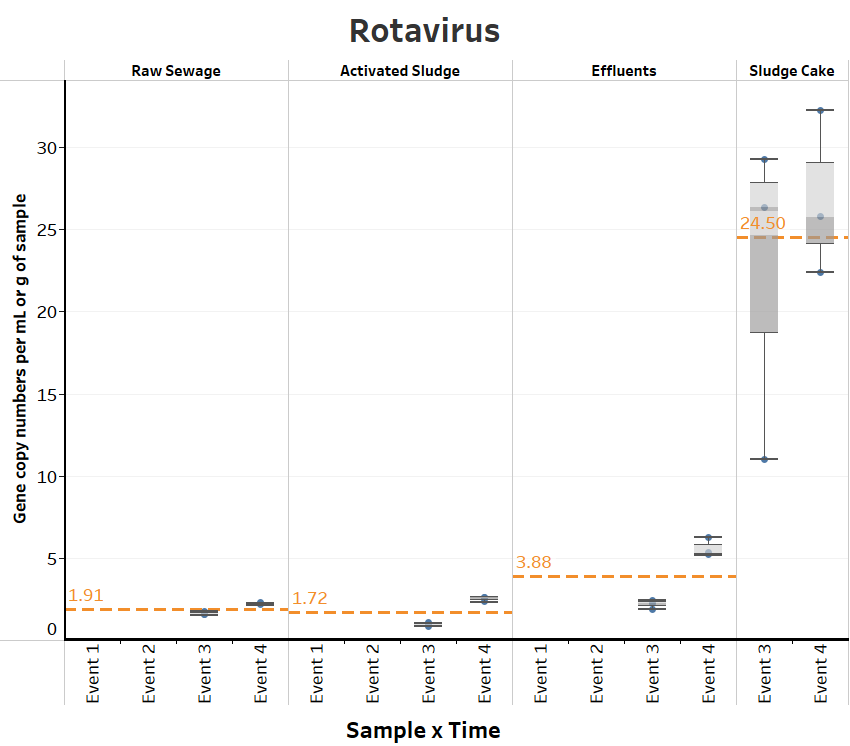 Rotavirus
Raw Sewage
Activated Sludge
Effluents
Sludge Cake
Gene copy numbers per mL or g of sample
30
25
20
15
10
5
0
1.91
1.72
3.88
24.50
Event 1
Event 2
Event 3
Event 4
Event 1
Event 2
Event 3
Event 4
Event 1
Event 2
Event 3
Event 4
Event 3
Event 4
Sample x Time